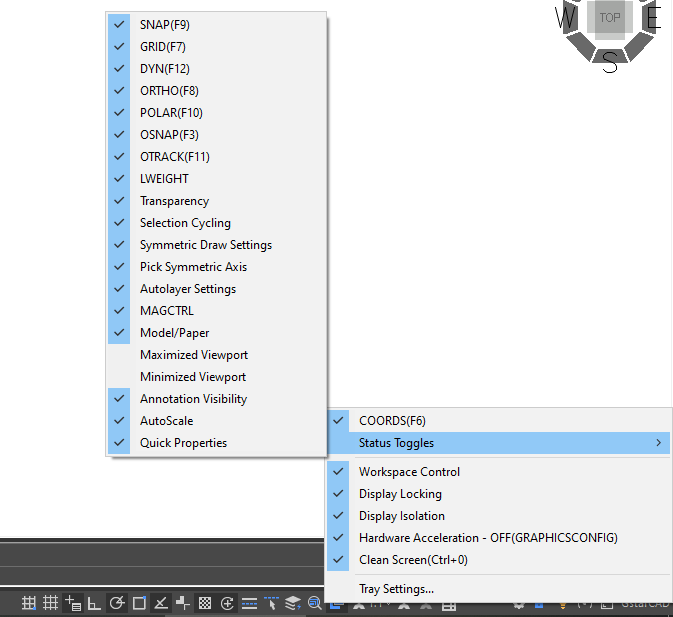 W
TOP
E
S
SNAP(F9)
GRID(F7)
DYN(F12)
ORTHO(F8)
POLAR(F10)
OSNAP(F3)
OTRACK(F11)
LWEIGHT
Transparency
Selection Cycling
Symmetric Draw Settings
Pick Symmetric Axis
Autolayer Settings
MAGCTRL
Model/Paper
Maximized Viewport
Minimized Viewport
Annotation Visibility
AutoScale
Quick Properties
COORDS(F6)
Status Toggles
Workspace Control
Display Locking
Display Isolation
Hardware Acceleration - OFF(GRAPHICSCONFIG)
Clean Screen(Ctrl+0)
Tray Settings...
GstarCAD